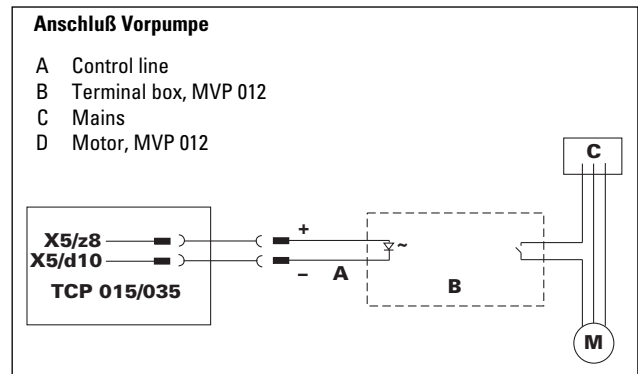 Anschluß Vorpumpe
A Control line
B Terminal box, MVP 012
C Mains
D Motor, MVP 012
C
X5/z8
X5/d10
TCP 015/035
+
–
A
~
B
M